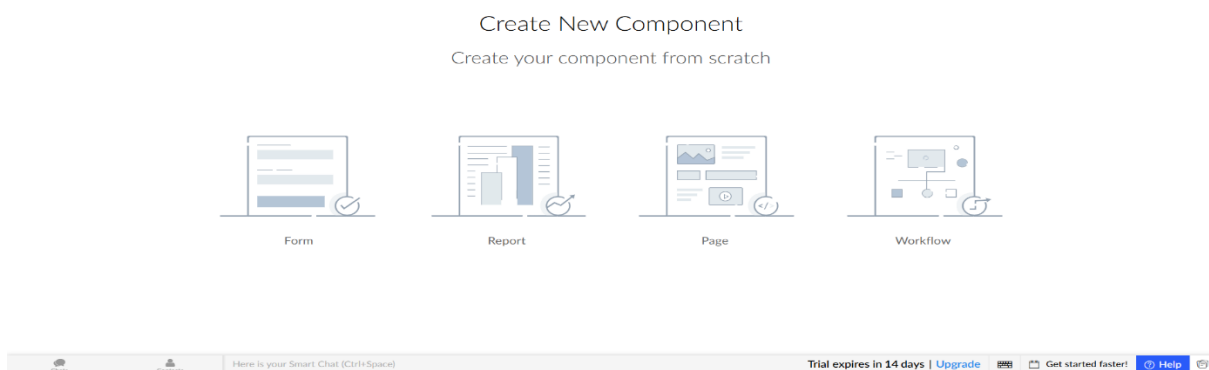 Create New Component
Create your component from scratch
Form
Report
Page
Workflow
Here is your Smart Chat (Ctrl+Space)
Trial expires in 14 days | Upgrade
Get started faster!
Help